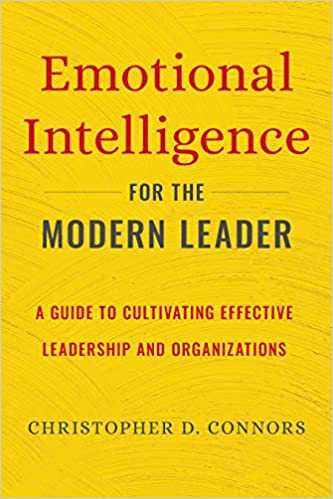 Emotional
Intelligence
FOR THE
MODERN LEADER
A GUIDE TO CULTIVATING EFFECTIVE
LEADERSHIP AND ORGANIZATIONS
CHRISTOPHER D. CONNORS